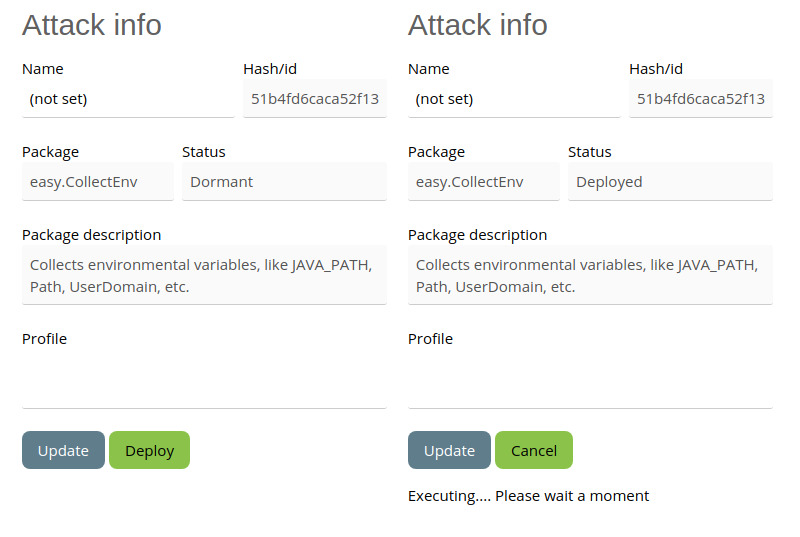 Attack info
Name
Hash/id
(not set)
51b4fd6caca52f13
Package
Status
easy.CollectEnv
Dormant
Package description
Collects environmental variables, like JAVA_PATH,
Path, UserDomain, etc.
Profile
Update
Deploy
Attack info
Name
Hash/id
(not set)
51b4fd6caca52f13
Package
Status
easy.CollectEnv
Deployed
Package description
Collects environmental variables, like JAVA_PATH,
Path, UserDomain, etc.
Profile
Update
Cancel
Executing.... Please wait a moment